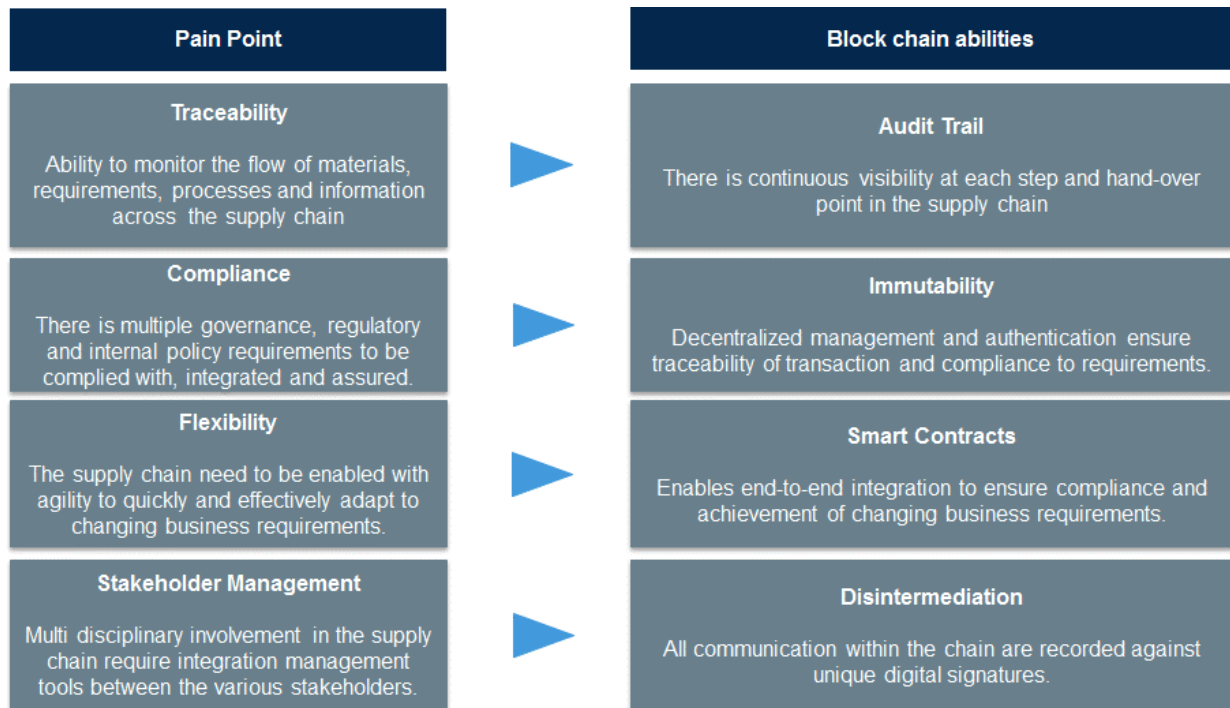 Pain Point
Block chain abilities
Traceability
Ability to monitor the flow of materials,
requirements, processes and information
across the supply chain
Audit Trail
There is continuous visibility at each step and hand-over
point in the supply chain
Compliance
There is multiple governance, regulatory
and internal policy requirements to be
complied with, integrated and assured.
Immutability
Decentralized management and authentication ensure
traceability of transaction and compliance to requirements.
Flexibility
The supply chain need to be enabled with
agility to quickly and effectively adapt to
changing business requirements.
Smart Contracts
Enables end-to-end integration to ensure compliance and
achievement of changing business requirements.
Stakeholder Management
Multi disciplinary involvement in the supply
chain require integration management
tools between the various stakeholders.
Disintermediation
All communication within the chain are recorded against
unique digital signatures.